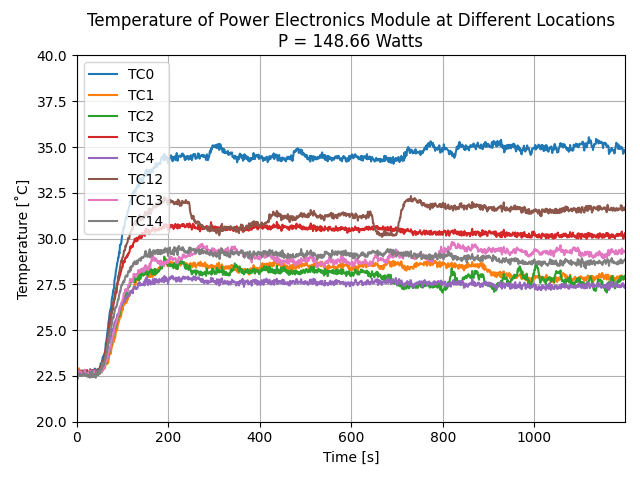 Temperature of Power Electronics Module at Different Locations
P = 148.66 Watts
40.0
37.5
35.0
32.5
30.0
27.5
25.0
22.5
20.0
Temperature [˚C]
TC0
TC1
TC2
TC3
TC4
TC12
TC13
TC14
0 200 400 600 800 1000
Time [s]